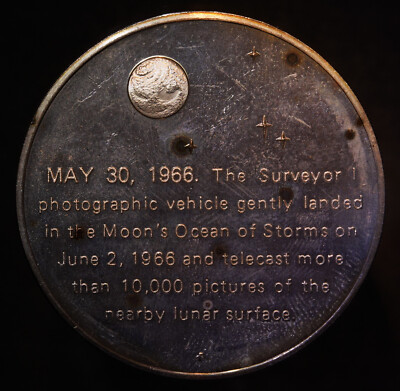 MAY 30, 1966. The Surveyor I
photographic vehicle gently landed
in the Moon's Ocean of Storms on
June 2, 1966 and telecast more
than 10,000 pictures of the
nearby lunar surface.